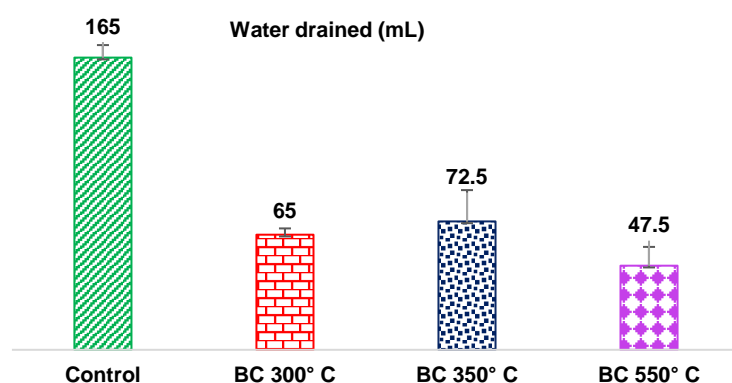 Water drained (mL)
165
65
72.5
47.5
Control
BC 300° C
BC 350° C
BC 550° C